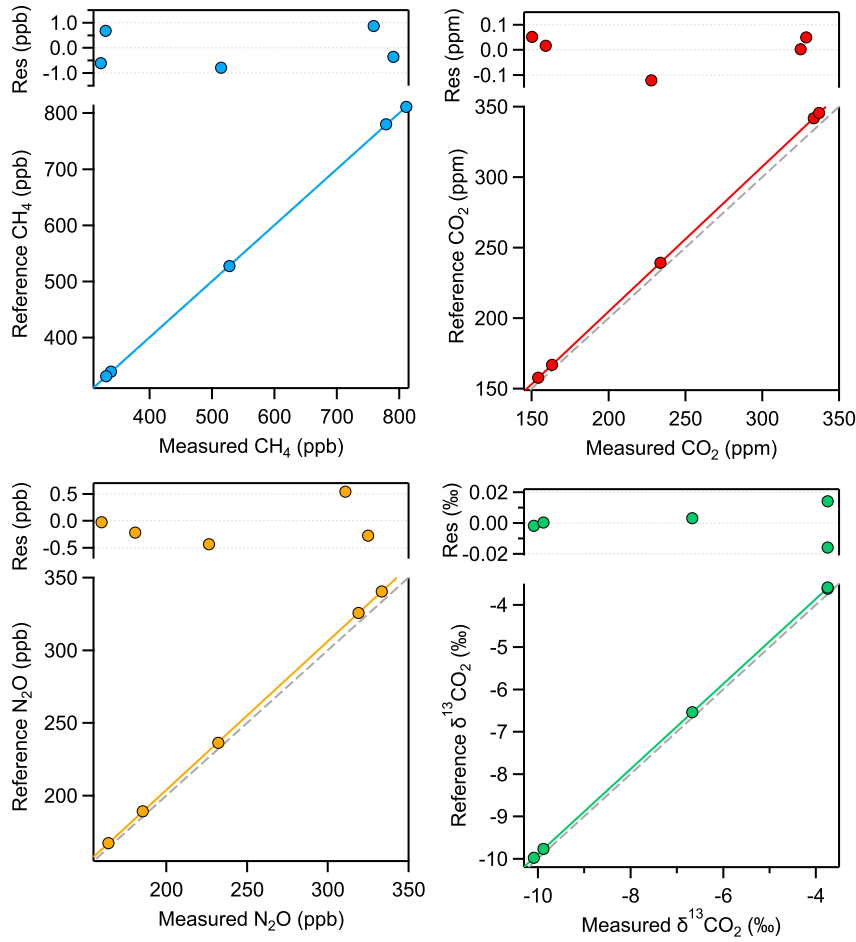 Res (ppb)
1.0
0.0
-1.0
Reference CH4 (ppb)
800
700
600
500
400
400 500 600 700 800
Measured CH4 (ppb)
Res (ppm)
0.1
0.0
-0.1
Reference CO2 (ppm)
350
300
250
200
150
150 200 250 300 350
Measured CO2 (ppm)
Res (ppb)
0.5
0.0
-0.5
Reference N2O (ppb)
350
300
250
200
200 250 300 350
Measured N2O (ppb)
Res (‰)
0.02
0.00
-0.02
Reference δ13CO2 (‰)
-4
-5
-6
-7
-8
-9
-10
-10 -8 -6 -4
Measured δ13CO2 (‰)